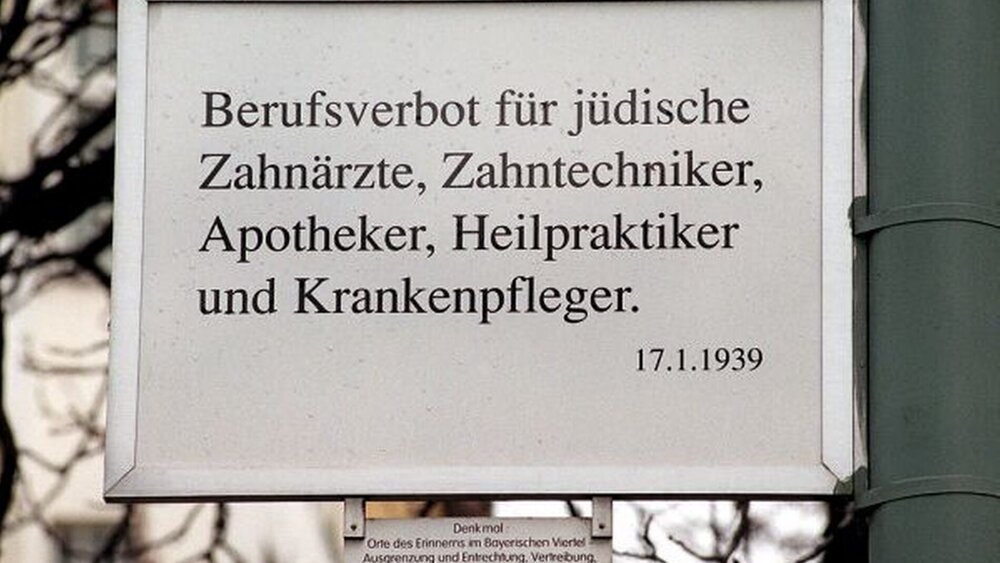 Berufsverbot für jüdische
Zahnärzte, Zahntechniker,
Apotheker, Heilpraktiker
und Krankenpfleger.
17.1.1939
Denkmal:
Orte des Erinnerns im Bayerischen Viertel -
Ausgrenzung und Entrechtung, Vertreibung,